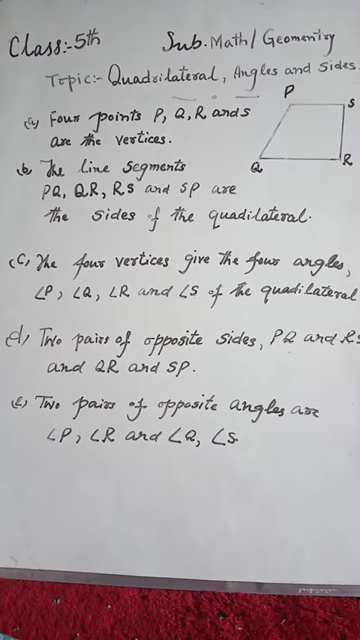 Class:- 5th Sub. Math/Geomentry
Topic:- Quadrilateral, Angles and Sides.
P
S
Q
R
(a) Four points P, Q, R and S
are the vertices.
b) The line segments
PQ, QR, RS and SP are
the sides of the quadilateral.
(C) The four vertices give the four angles,
∠P, ∠Q, ∠R and ∠S of the quadilateral
(d) Two pairs of opposite sides, PQ and RS
and QR and SP.
(e) Two pairs of opposite angles are
∠P, ∠R and ∠Q, ∠S